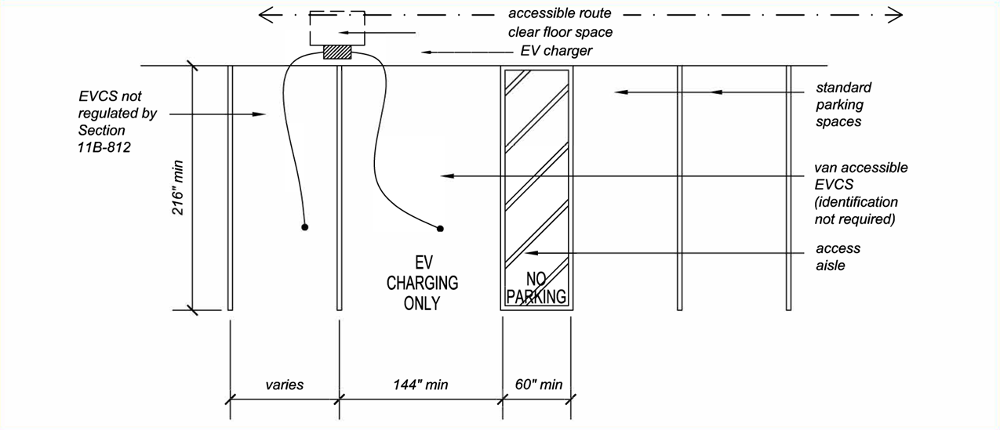 accessible route
clear floor space
EV charger
EVCS not
regulated by
Section
11B-812
standard
parking
spaces
216" min
van accessible
EVCS
(identification
not required)
access
aisle
EV
CHARGING
ONLY
NO
PARKING
varies
144" min
60" min